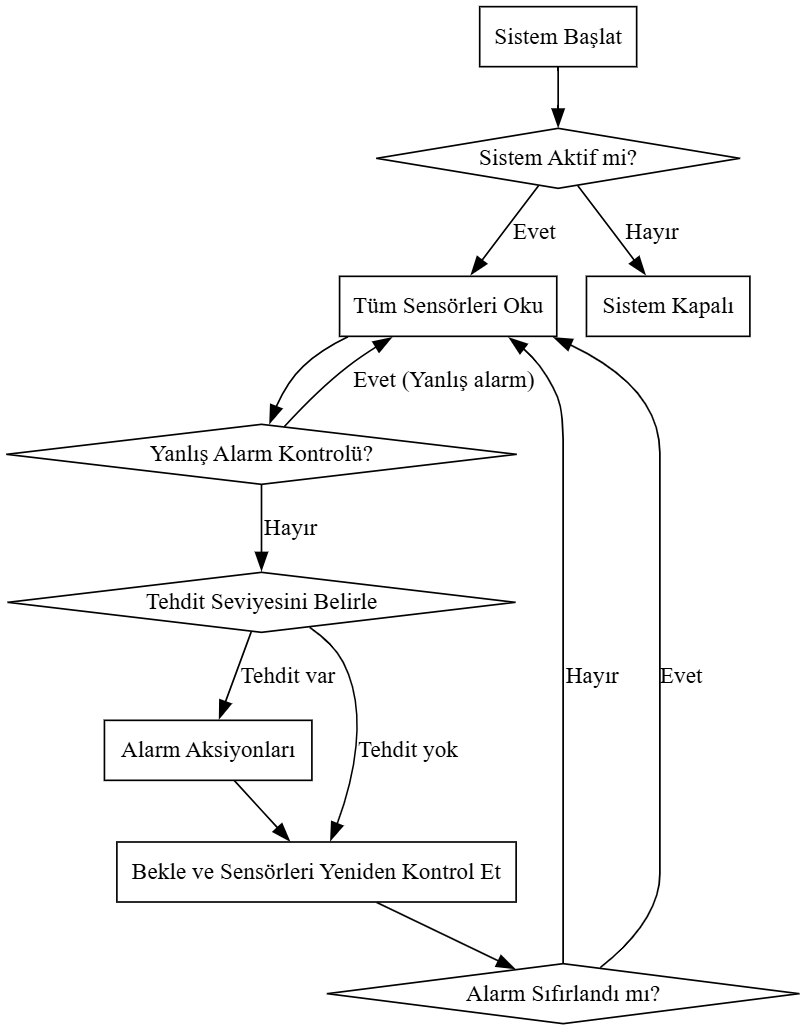 Sistem Başlat
Sistem Aktif mi?
Evet
Hayır
Tüm Sensörleri Oku
Sistem Kapalı
Evet (Yanlış alarm)
Yanlış Alarm Kontrolü?
Hayır
Tehdit Seviyesini Belirle
Tehdit var
Hayır
Evet
Alarm Aksiyonları
Tehdit yok
Bekle ve Sensörleri Yeniden Kontrol Et
Alarm Sıfırlandı mı?